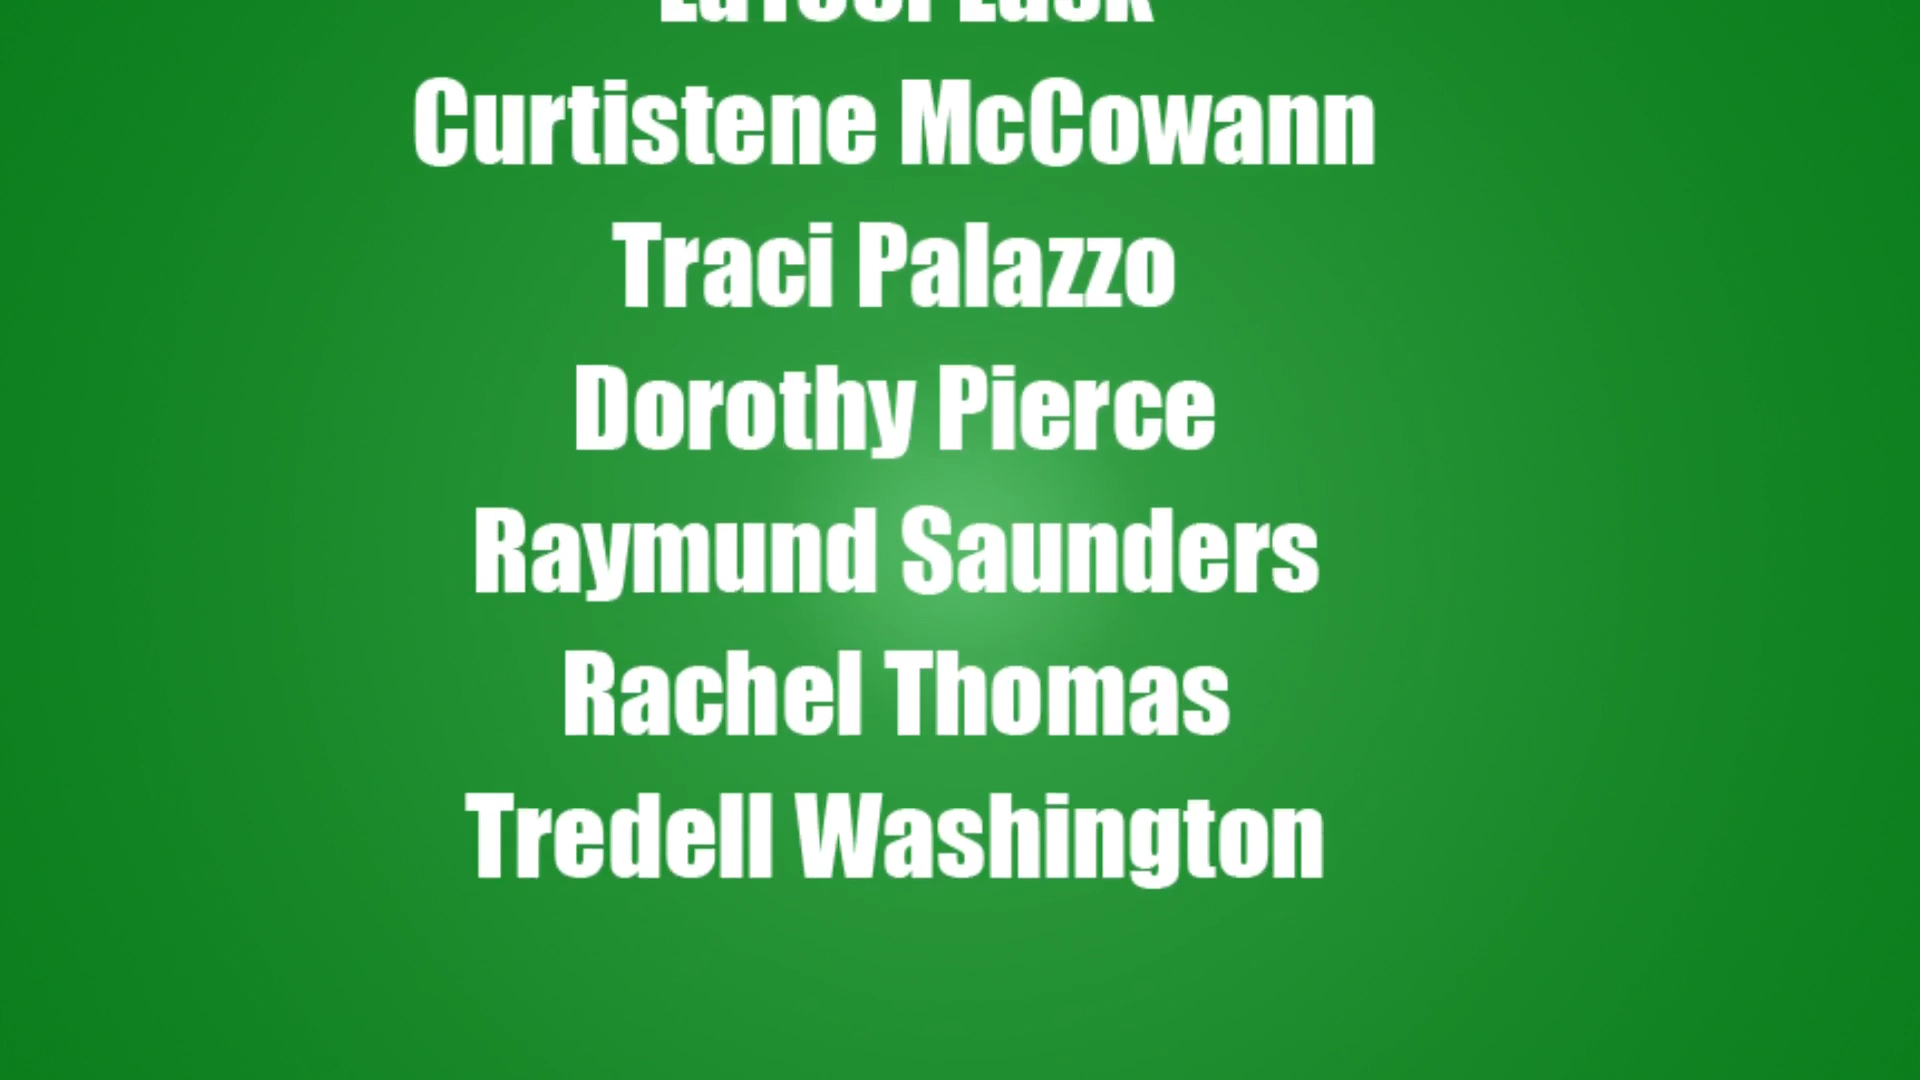 Curtistene McCowann
Traci Palazzo
Dorothy Pierce
Raymund Saunders
Rachel Thomas
Tredell Washington